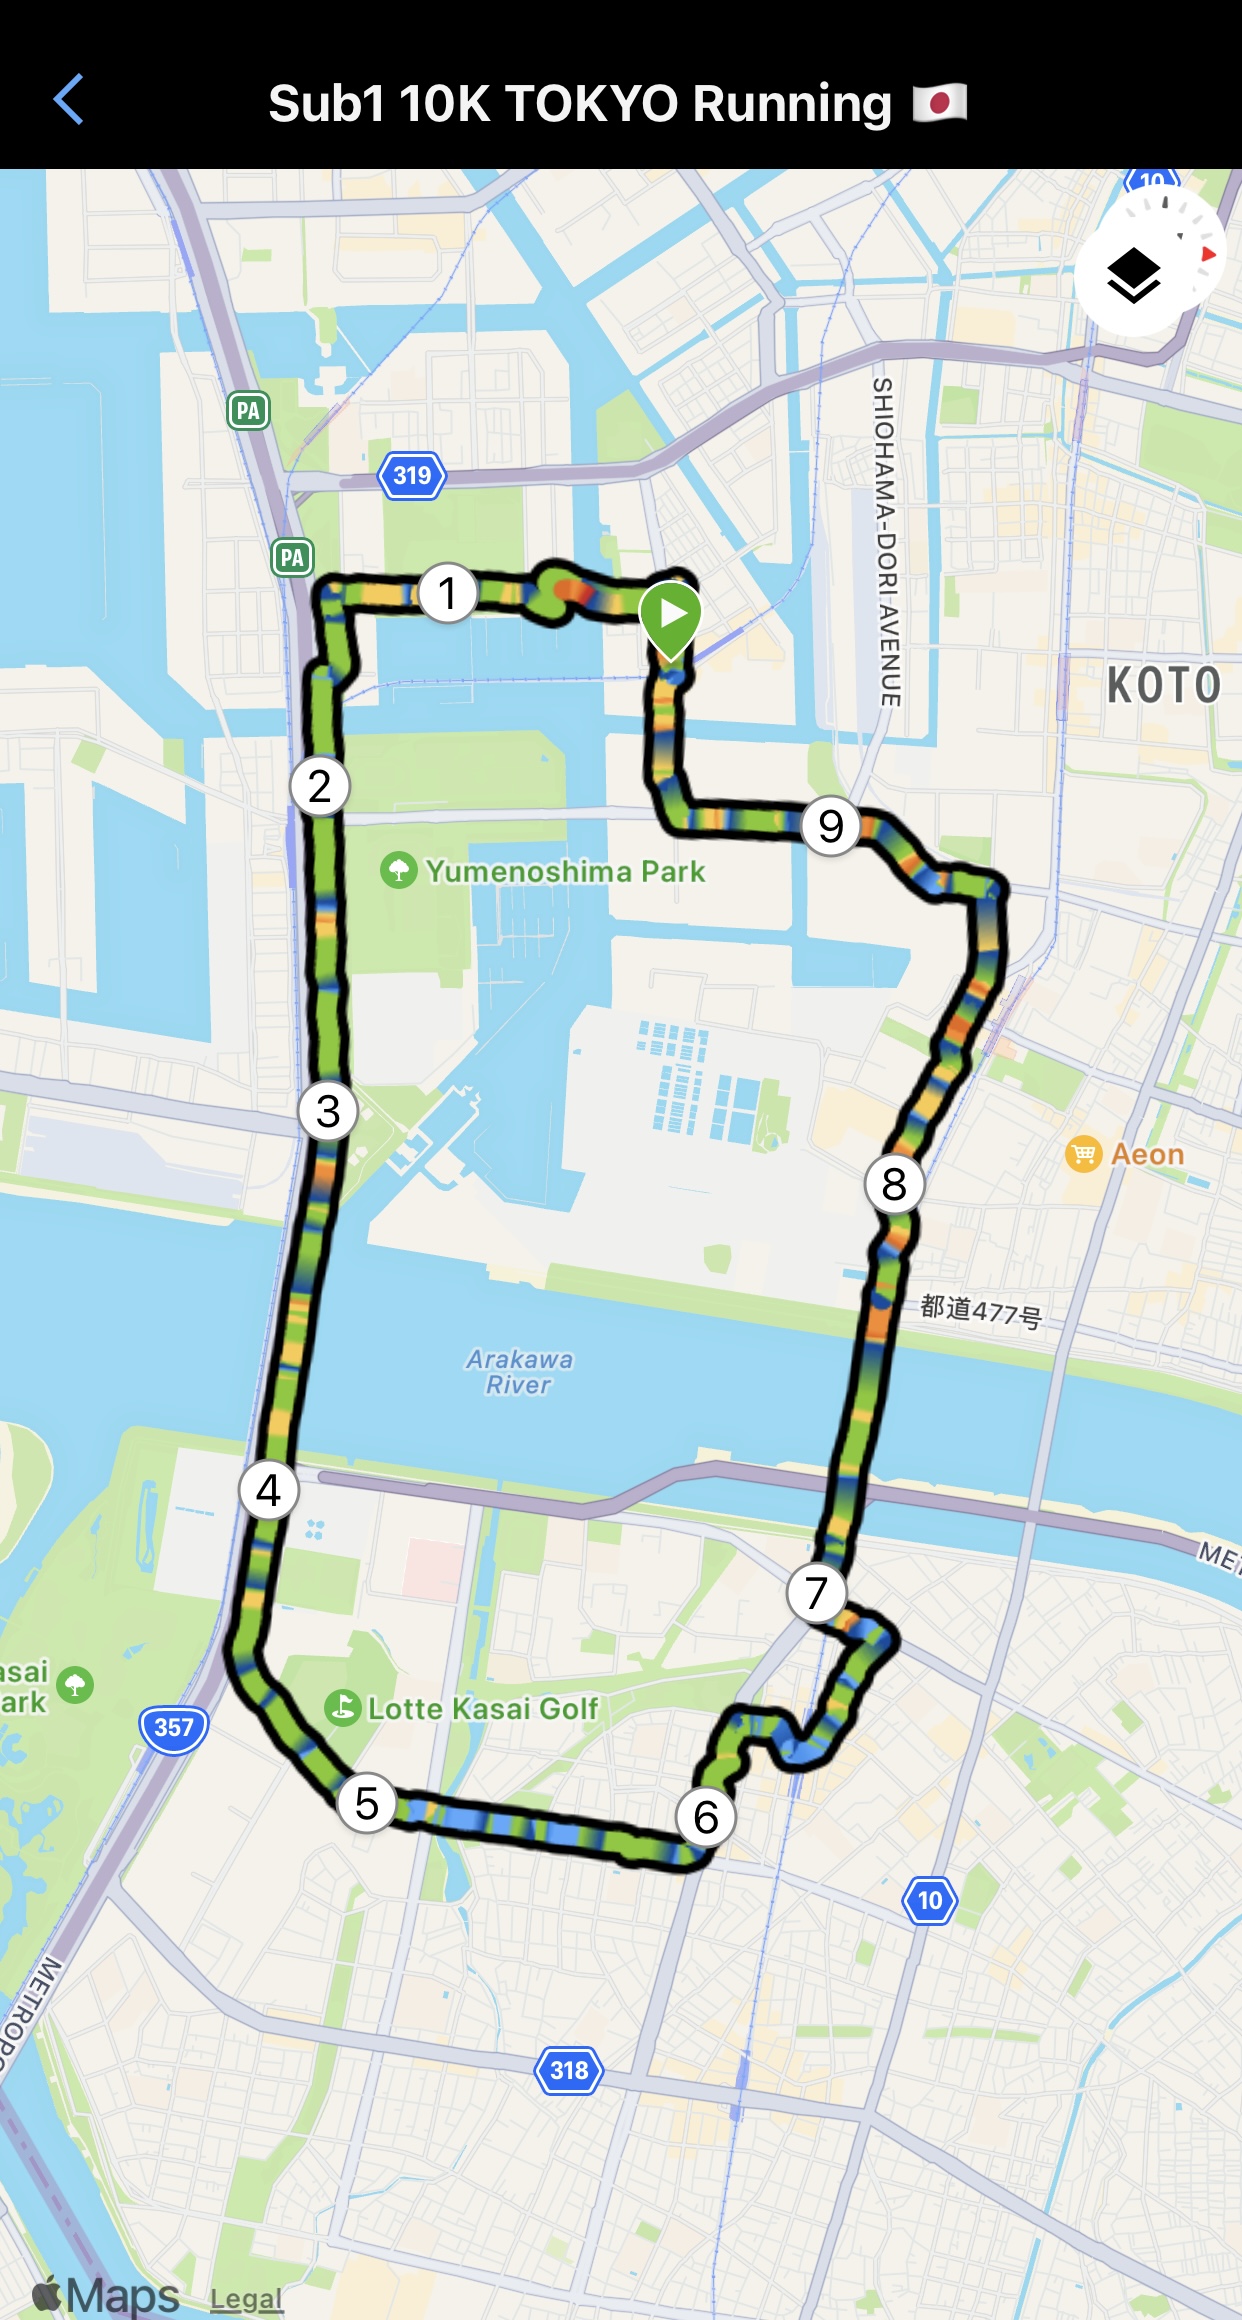 Sub1 10K TOKYO Running 🇯🇵
10
PA
319
SHIOHAMA-DORI AVENUE
PA
1
KOTO
2
9
Yumenoshima Park
3
Aeon
8
都道477号
Arakawa
River
4
7
asai
ark
Lotte Kasai Golf
357
5
6
10
METROPO
318
Maps
Legal